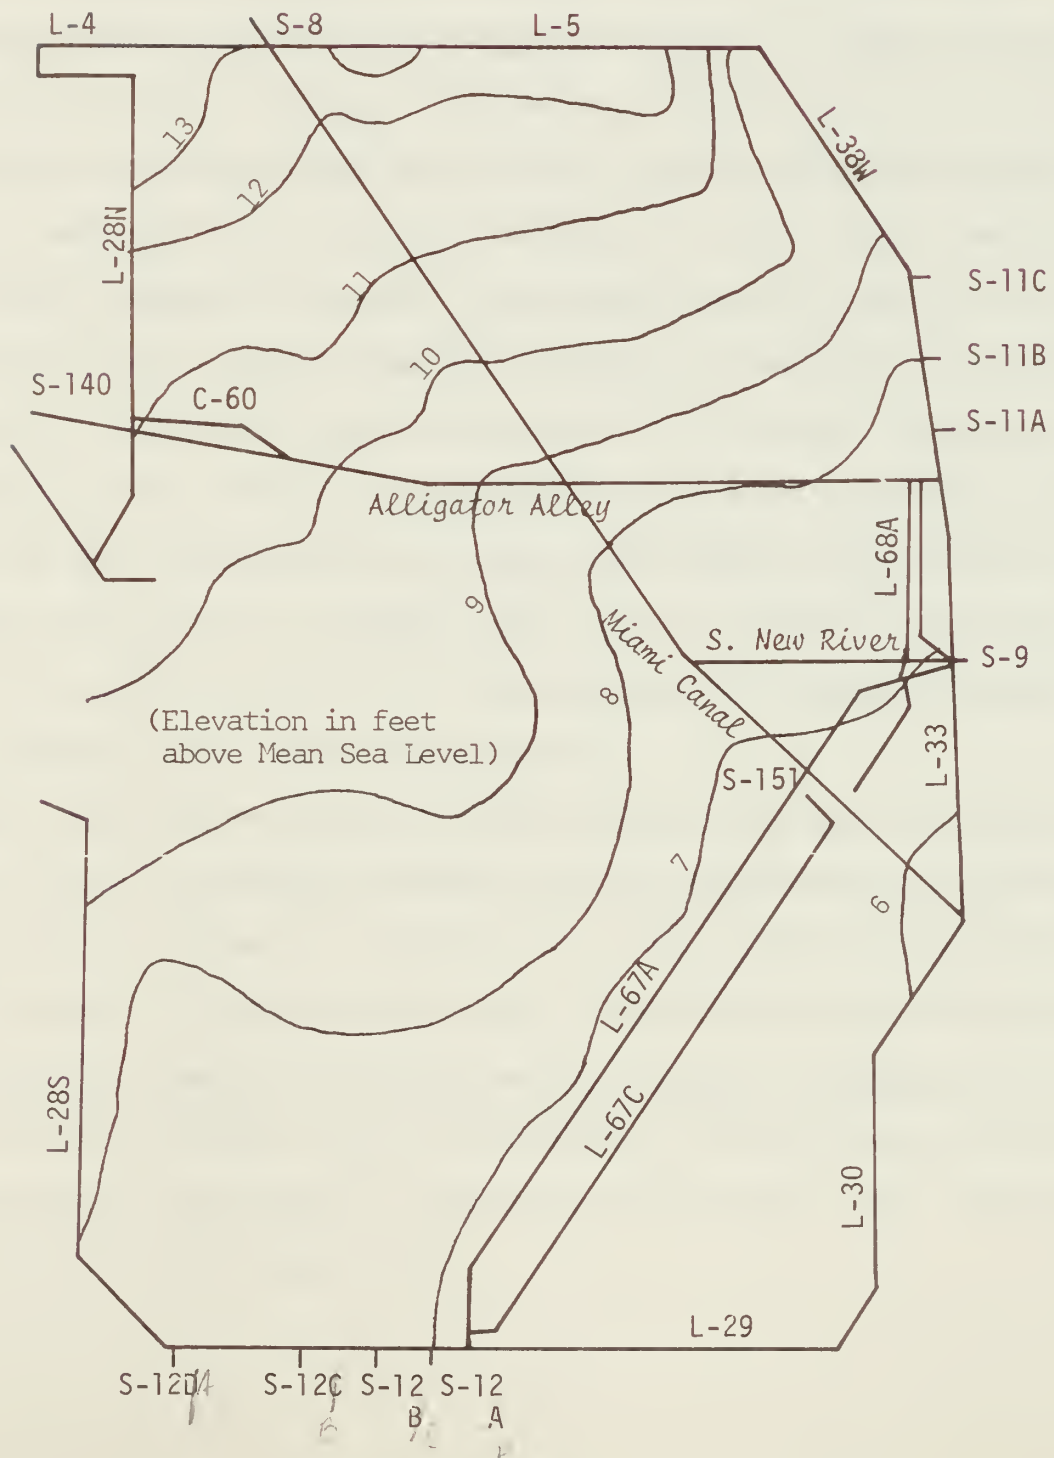 L-4
S-8
L-5
L-38W
13
12
L-28N
11
S-11C
10
S-11B
S-140
C-60
S-11A
Alligator Alley
L-68A
9
Miami Canal
S. New River
S-9
8
(Elevation in feet
above Mean Sea Level)
S-151
L-33
7
6
L-67A
L-28S
L-67C
L-30
L-29
S-12D
S-12C
S-12
B
S-12
A